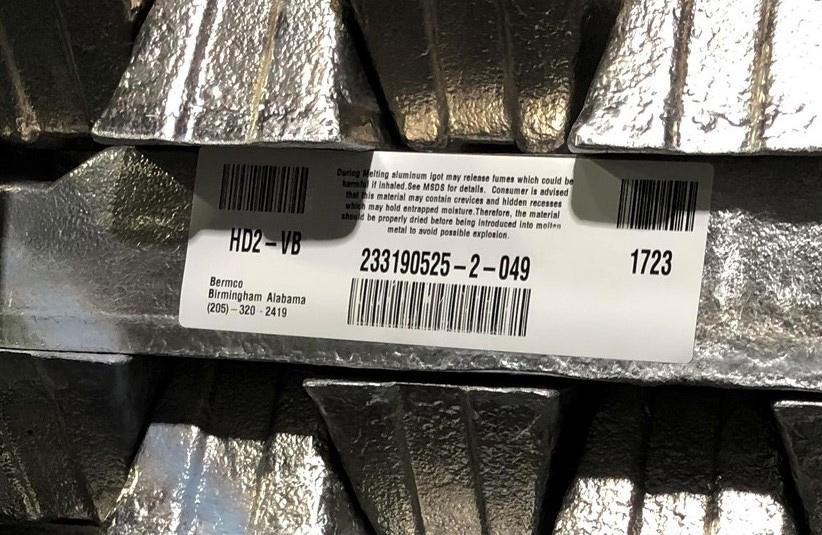 During Melting aluminum igot may release fumes which could be
harmful if inhaled.See MSDS for details. Consumer is advised
that this material may contain crevices and hidden recesses
which may hold entrapped moisture.Therefore, the material
should be properly dried before being introduced into molten
metal to avoid possible explosion.
HD2-VB
233190525-2-049
1723
Bermco
Birmingham Alabama
(205)-320-2419